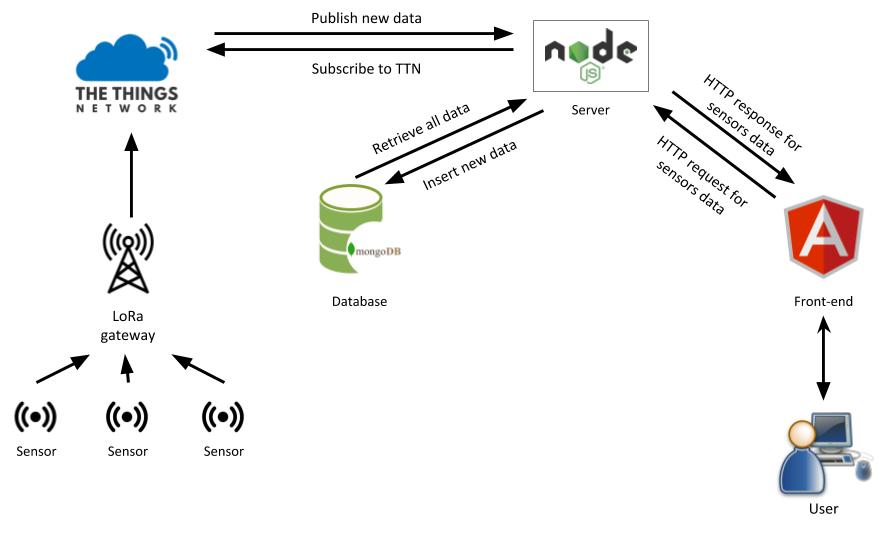 Publish new data
Subscribe to TTN
THE THINGS
NETWORK
node
JS
Server
HTTP response for
sensors data
HTTP request for
sensors data
Retrieve all data
Insert new data
mongoDB
Database
A
Front-end
LoRa
gateway
Sensor
Sensor
Sensor
User